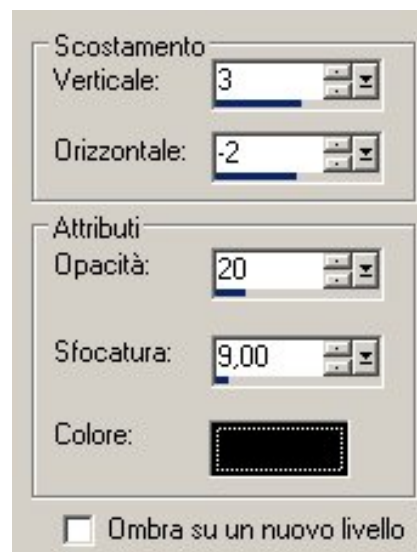 Scostamento
Verticale: 3
Orizzontale: -2
Attributi
Opacità: 20
Sfocatura: 9,00
Colore:
Ombra su un nuovo livello